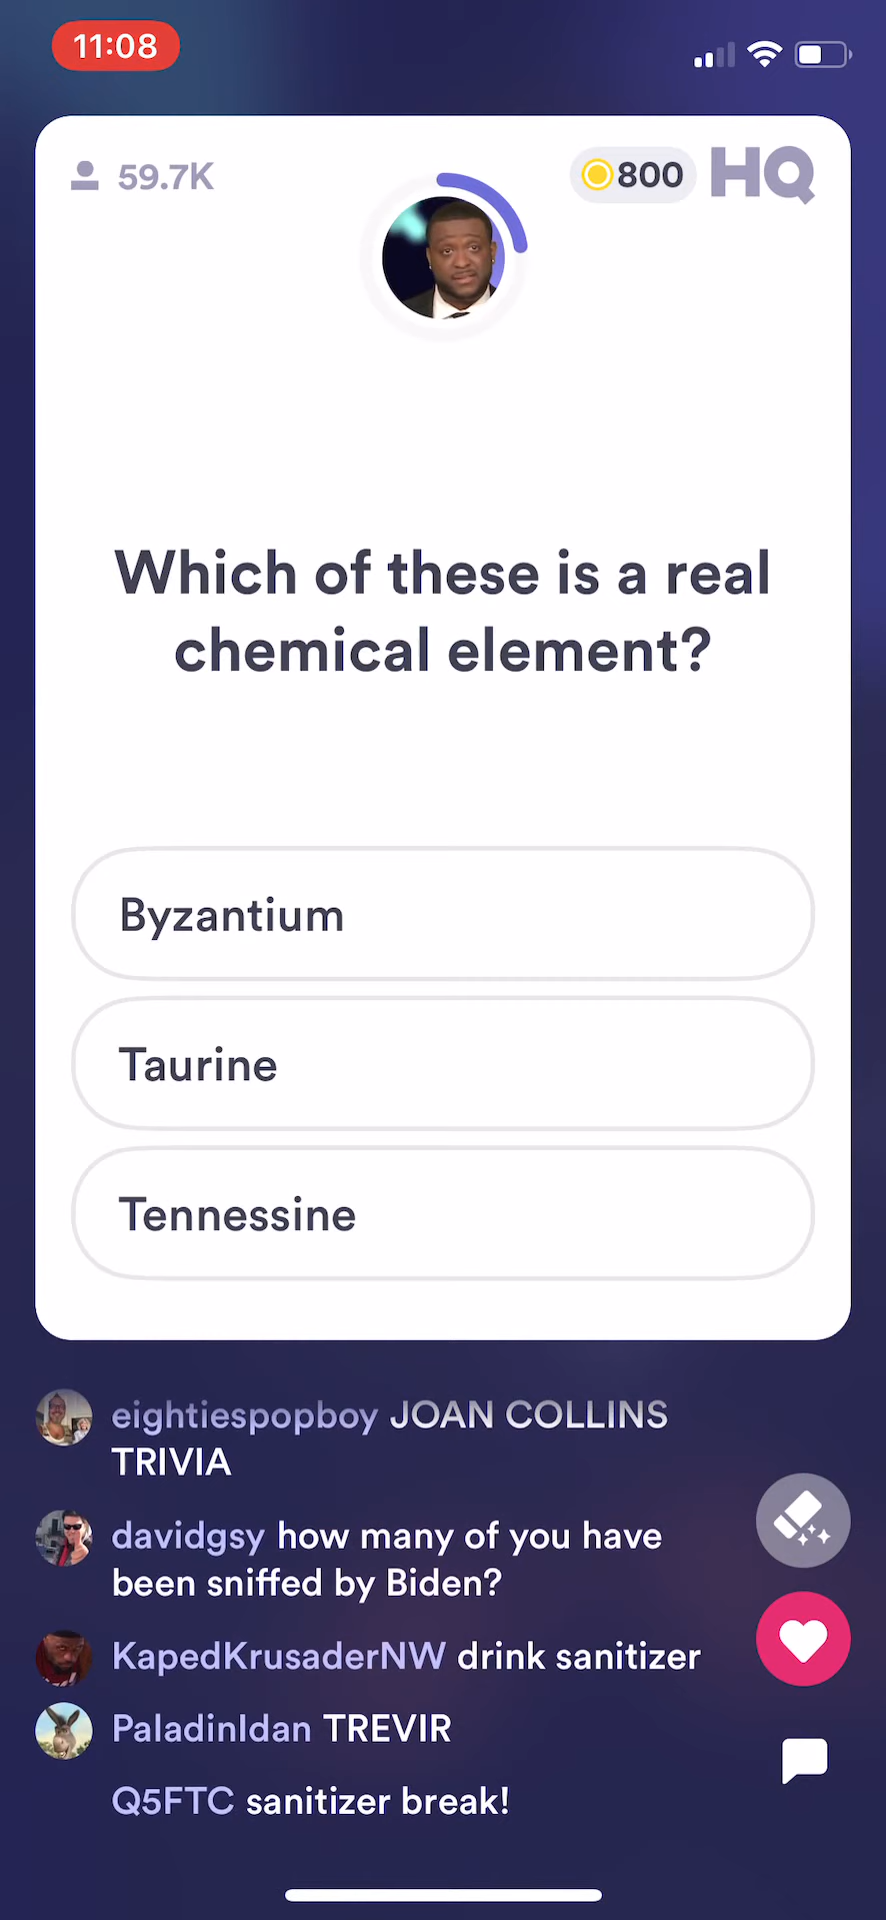 11:08
59.7K
800 HQ
Which of these is a real
chemical element?
Byzantium
Taurine
Tennessine
eightiespopboy JOAN COLLINS
TRIVIA
davidgsy how many of you have
been sniffed by Biden?
KapedKrusaderNW drink sanitizer
PaladinIdan TREVIR
Q5FTC sanitizer break!